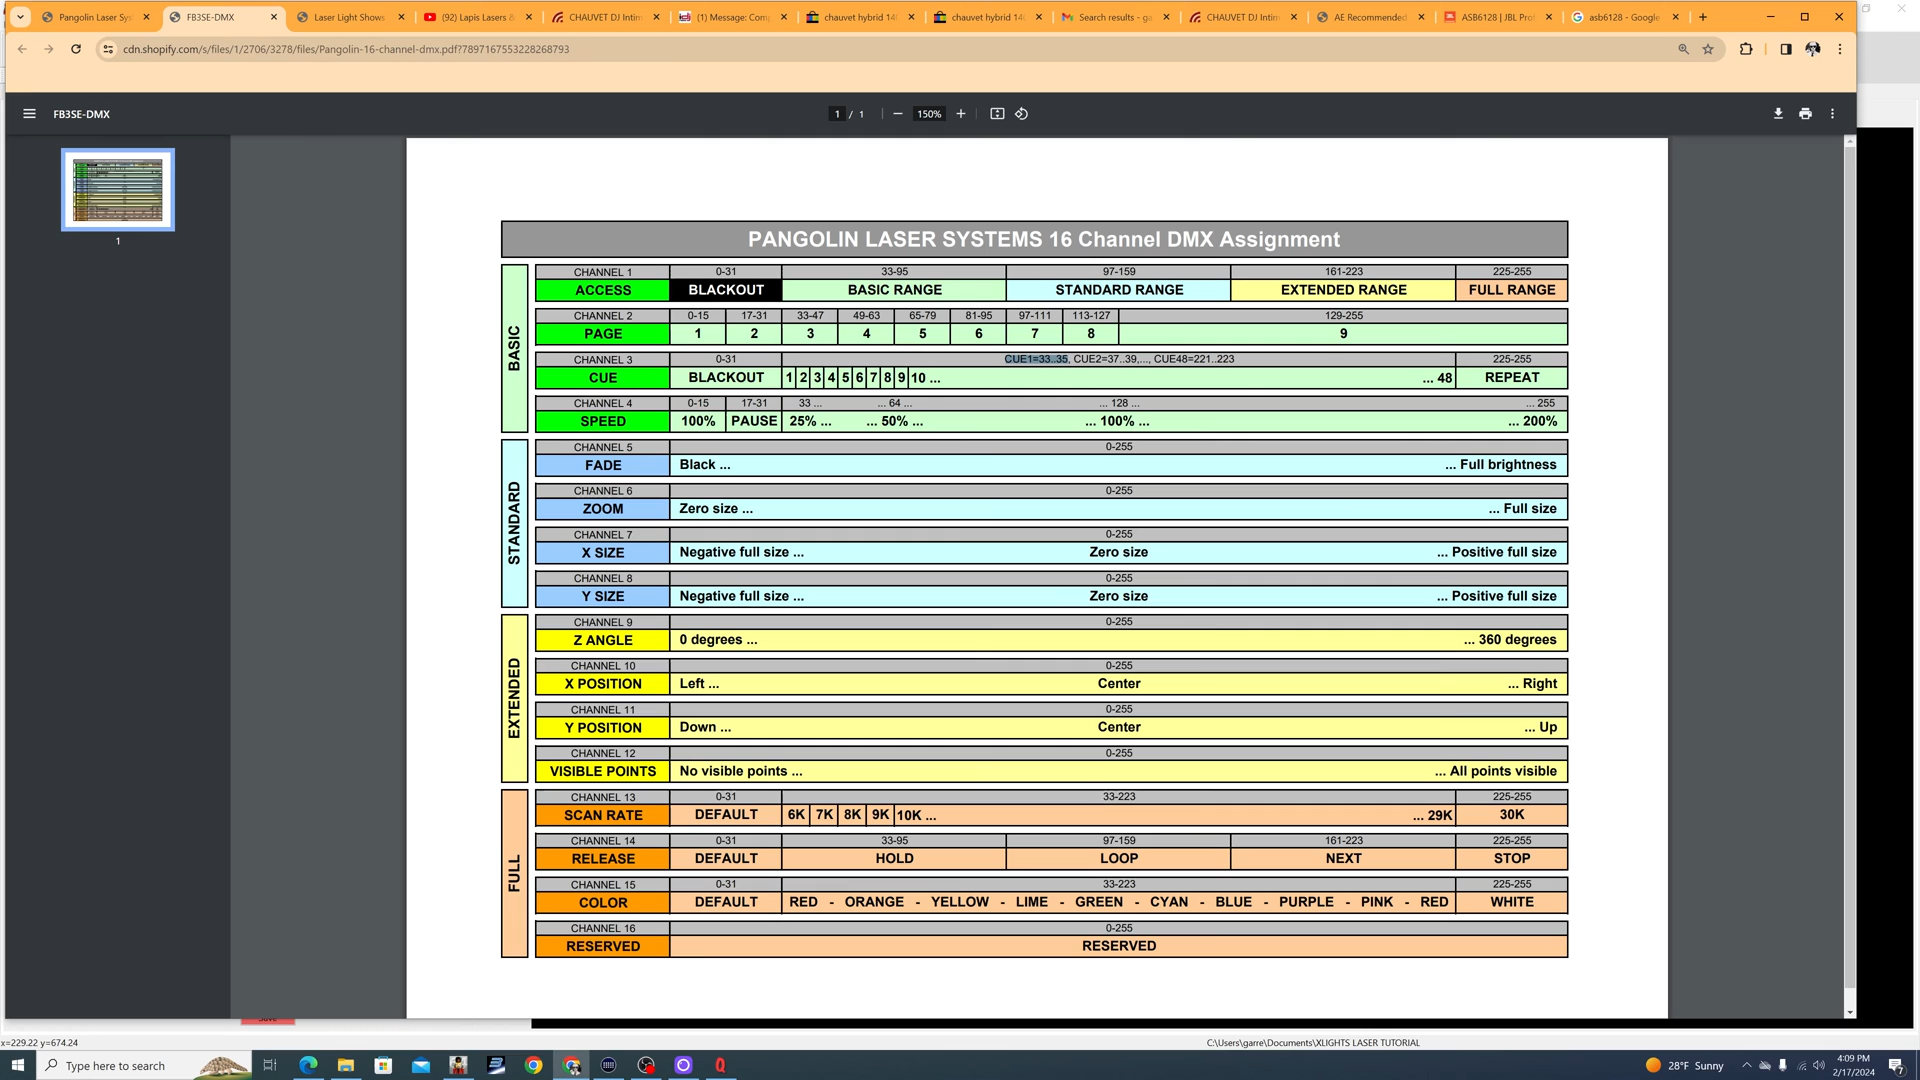 Pangolin Laser Sys
FB3SE-DMX
Laser Light Shows
(92) Lapis Lasers &
CHAUVET DJ Intim
(1) Message: Comp
chauvet hybrid 140
chauvet hybrid 140
Search results - ga
CHAUVET DJ Intim
AE Recommended
ASB6128 | JBL Prof
asb6128 - Google
cdn.shopify.com/s/files/1/2706/3278/files/Pangolin-16-channel-dmx.pdf?7897167553228268793
FB3SE-DMX
1 / 1
150%
1
PANGOLIN LASER SYSTEMS 16 Channel DMX Assignment
BASIC
CHANNEL 1 0-31 33-95 97-159 161-223 225-255
ACCESS BLACKOUT BASIC RANGE STANDARD RANGE EXTENDED RANGE FULL RANGE
CHANNEL 2 0-15 17-31 33-47 49-63 65-79 81-95 97-111 113-127 129-255
PAGE 1 2 3 4 5 6 7 8 9
CHANNEL 3 0-31 CUE1=33..35, CUE2=37..39,..., CUE48=221..223 225-255
CUE BLACKOUT 1 2 3 4 5 6 7 8 9 10 ... ... 48 REPEAT
CHANNEL 4 0-15 17-31 33 ... ... 64 ... ... 128 ... ... 255
SPEED 100% PAUSE 25% ... ... 50% ... ... 100% ... ... 200%
STANDARD
CHANNEL 5 0-255
FADE Black ... ... Full brightness
CHANNEL 6 0-255
ZOOM Zero size ... ... Full size
CHANNEL 7 0-255
X SIZE Negative full size ... Zero size ... Positive full size
CHANNEL 8 0-255
Y SIZE Negative full size ... Zero size ... Positive full size
EXTENDED
CHANNEL 9 0-255
Z ANGLE 0 degrees ... ... 360 degrees
CHANNEL 10 0-255
X POSITION Left ... Center ... Right
CHANNEL 11 0-255
Y POSITION Down ... Center ... Up
CHANNEL 12 0-255
VISIBLE POINTS No visible points ... ... All points visible
FULL
CHANNEL 13 0-31 33-223 225-255
SCAN RATE DEFAULT 6K 7K 8K 9K 10K ... ... 29K 30K
CHANNEL 14 0-31 33-95 97-159 161-223 225-255
RELEASE DEFAULT HOLD LOOP NEXT STOP
CHANNEL 15 0-31 33-223 225-255
COLOR DEFAULT RED - ORANGE - YELLOW - LIME - GREEN - CYAN - BLUE - PURPLE - PINK - RED WHITE
CHANNEL 16 0-255
RESERVED RESERVED
x=229.22 y=674.24
C:\Users\garre\Documents\XLIGHTS LASER TUTORIAL
Type here to search
28°F Sunny
4:09 PM
2/17/2024
7